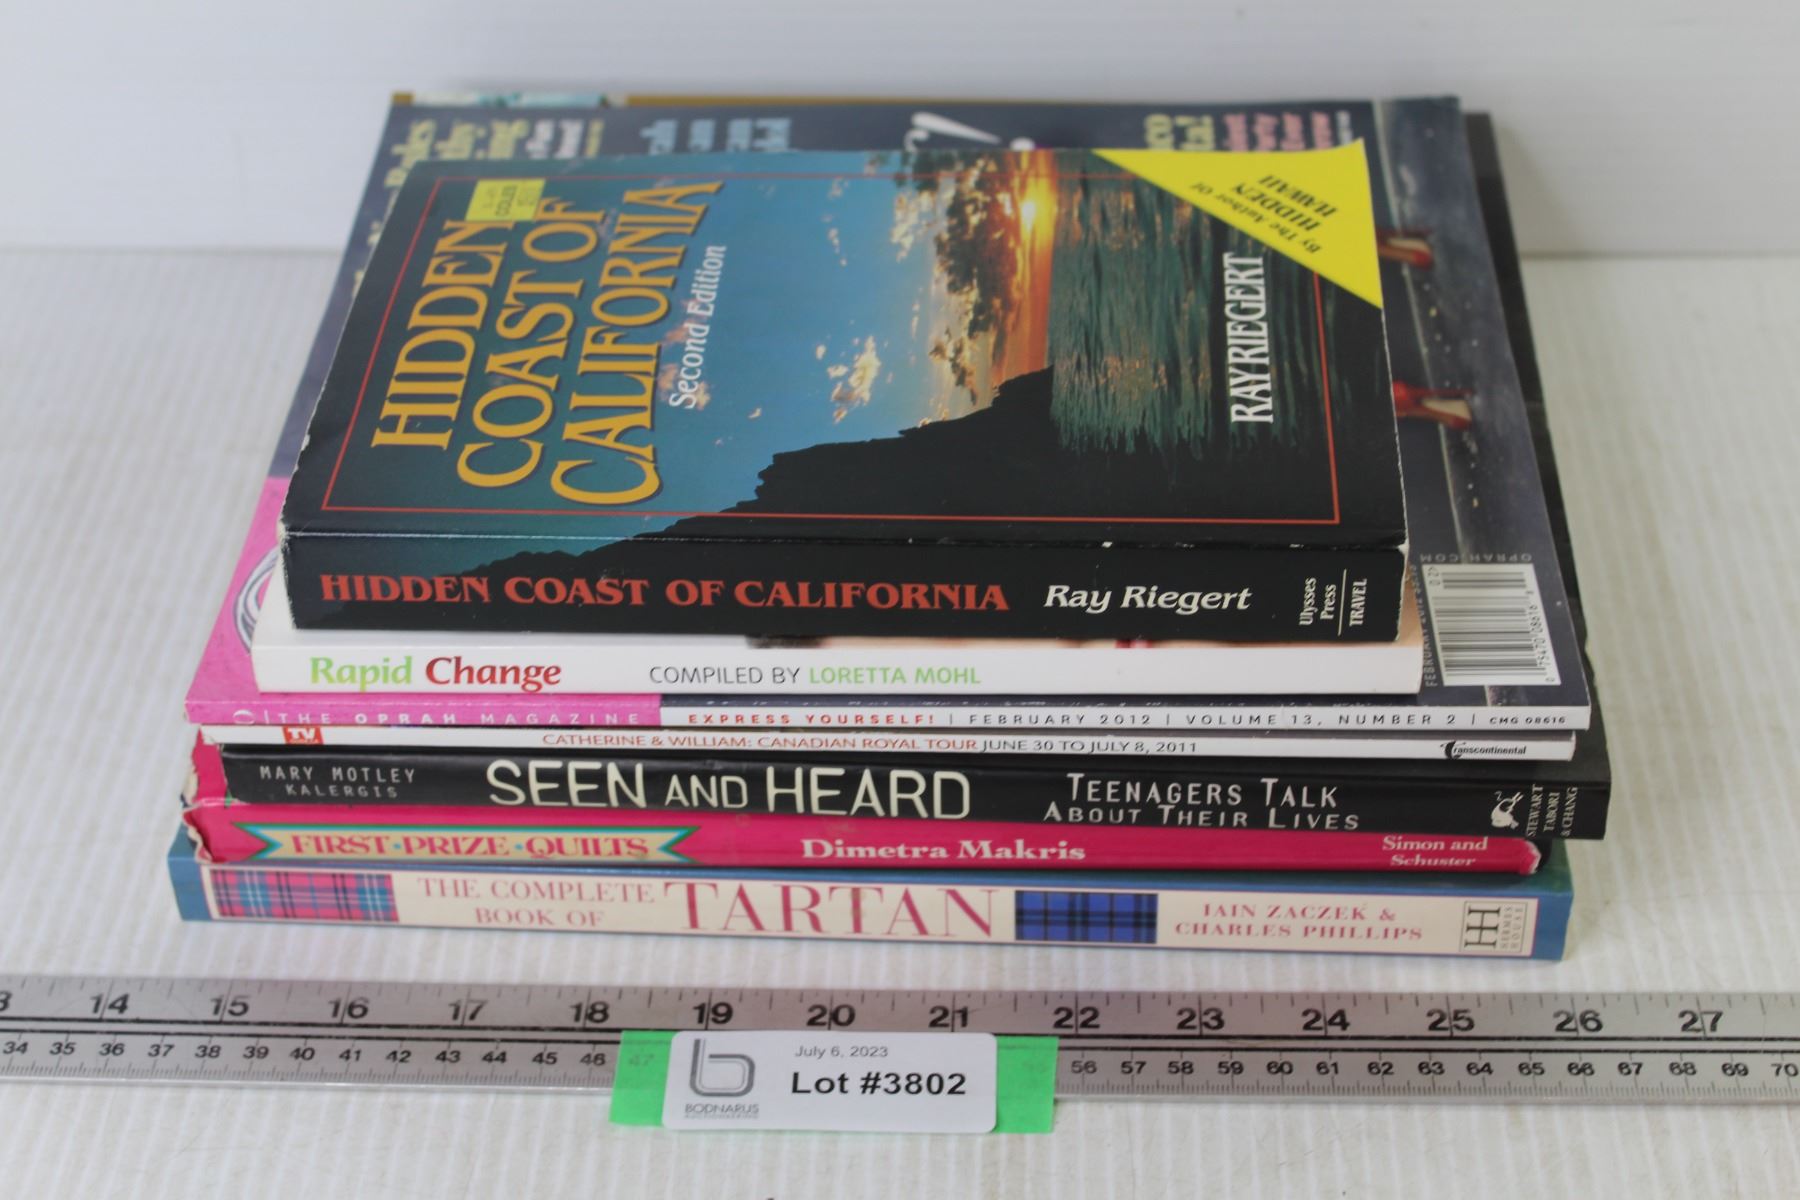 HIDDEN
COAST OF
CALIFORNIA
Second Edition
COLES
By The Author of
HIDDEN
HAWAII
RAY RIEGERT
HIDDEN COAST OF CALIFORNIA Ray Riegert Ulysses Press TRAVEL
Rapid Change COMPILED BY LORETTA MOHL
OPRAH.COM
THE OPRAH MAGAZINE EXPRESS YOURSELF! | FEBRUARY 2012 | VOLUME 13, NUMBER 2 | CMG 08616
TV CATHERINE & WILLIAM: CANADIAN ROYAL TOUR JUNE 30 TO JULY 8, 2011 Transcontinental
MARY MOTLEY KALERGIS SEEN AND HEARD TEENAGERS TALK ABOUT THEIR LIVES STEWART TABORI & CHANG
FIRST·PRIZE·QUILTS Dimetra Makris Simon and Schuster
THE COMPLETE BOOK OF TARTAN IAIN ZACZEK & CHARLES PHILLIPS HH HERMES HOUSE
14 15 16 17 18 19 20 21 22 23 24 25 26 27
34 35 36 37 38 39 40 41 42 43 44 45 46 47 56 57 58 59 60 61 62 63 64 65 66 67 68 69 70
July 6, 2023
Lot #3802
BODNARUS
AUCTIONEERING